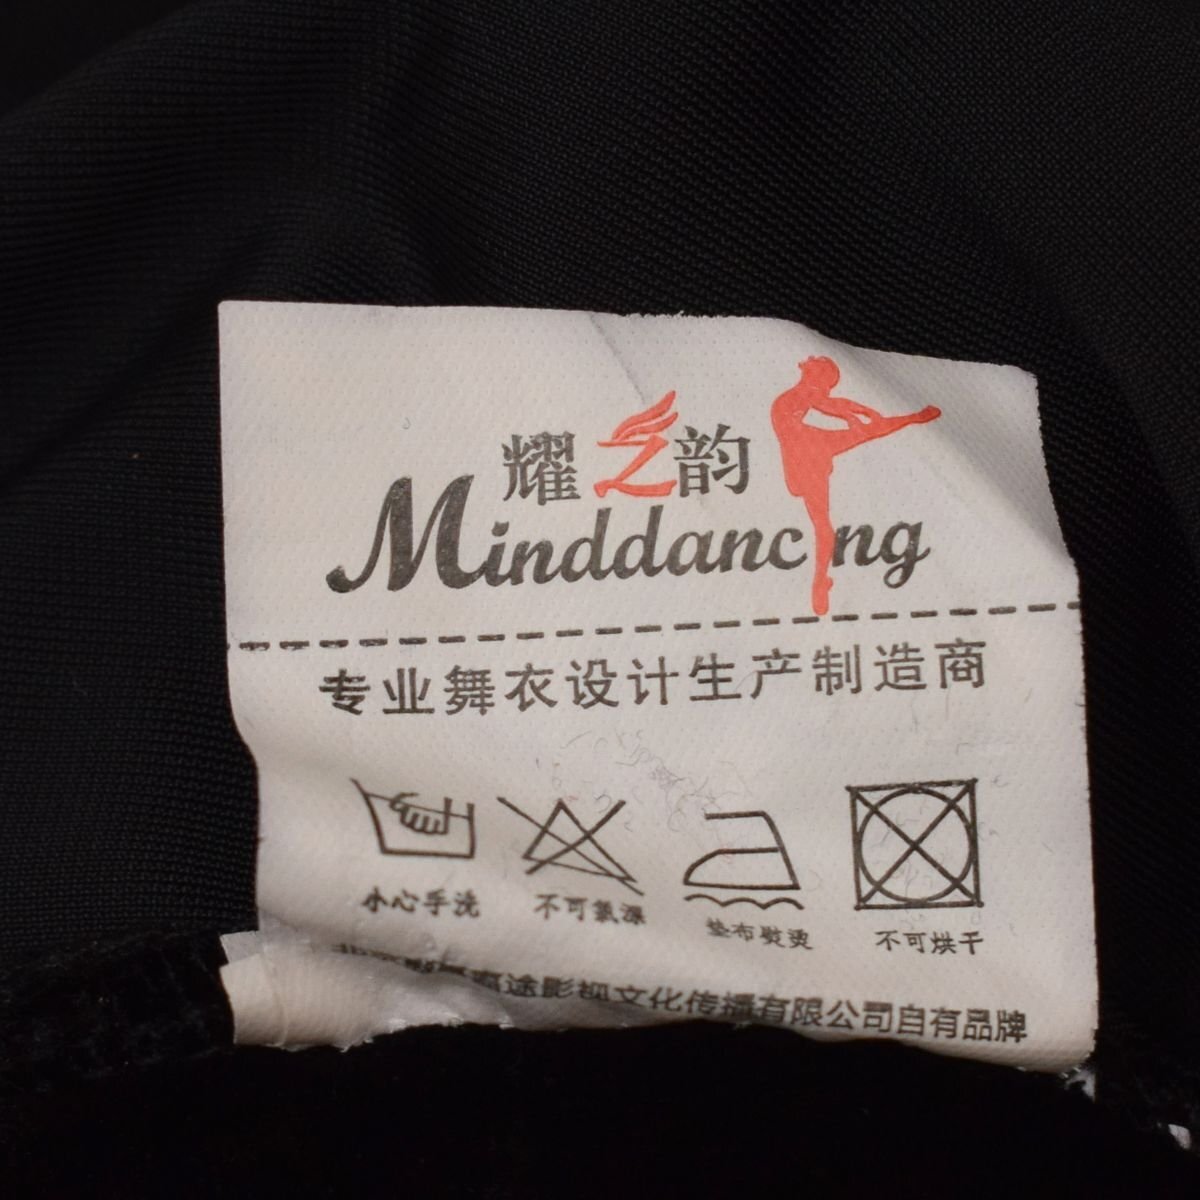 耀之韵
Minddancing
专业舞衣设计生产制造商
小心手洗 不可氯漂 垫布熨烫 不可烘干
途影视文化传播有限公司自有品牌